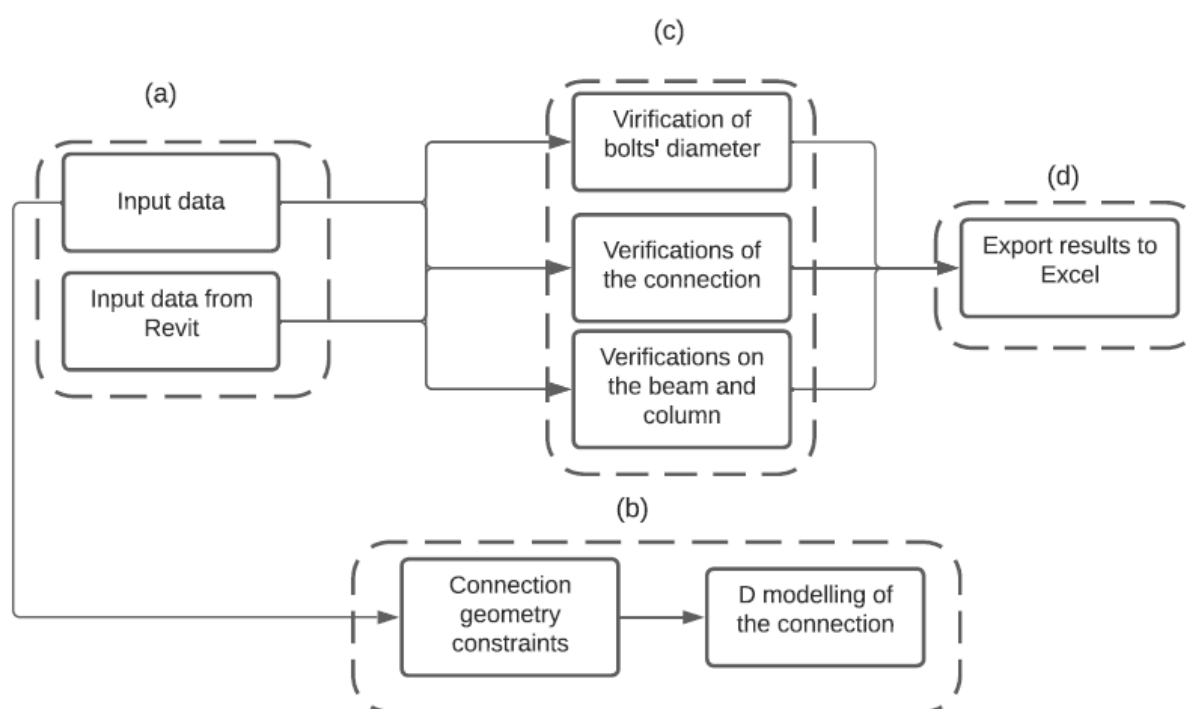 (a)
Input data
Input data from
Revit
(c)
Virification of
bolts' diameter
Verifications of
the connection
Verifications on
the beam and
column
(d)
Export results to
Excel
(b)
Connection
geometry
constraints
D modelling of
the connection